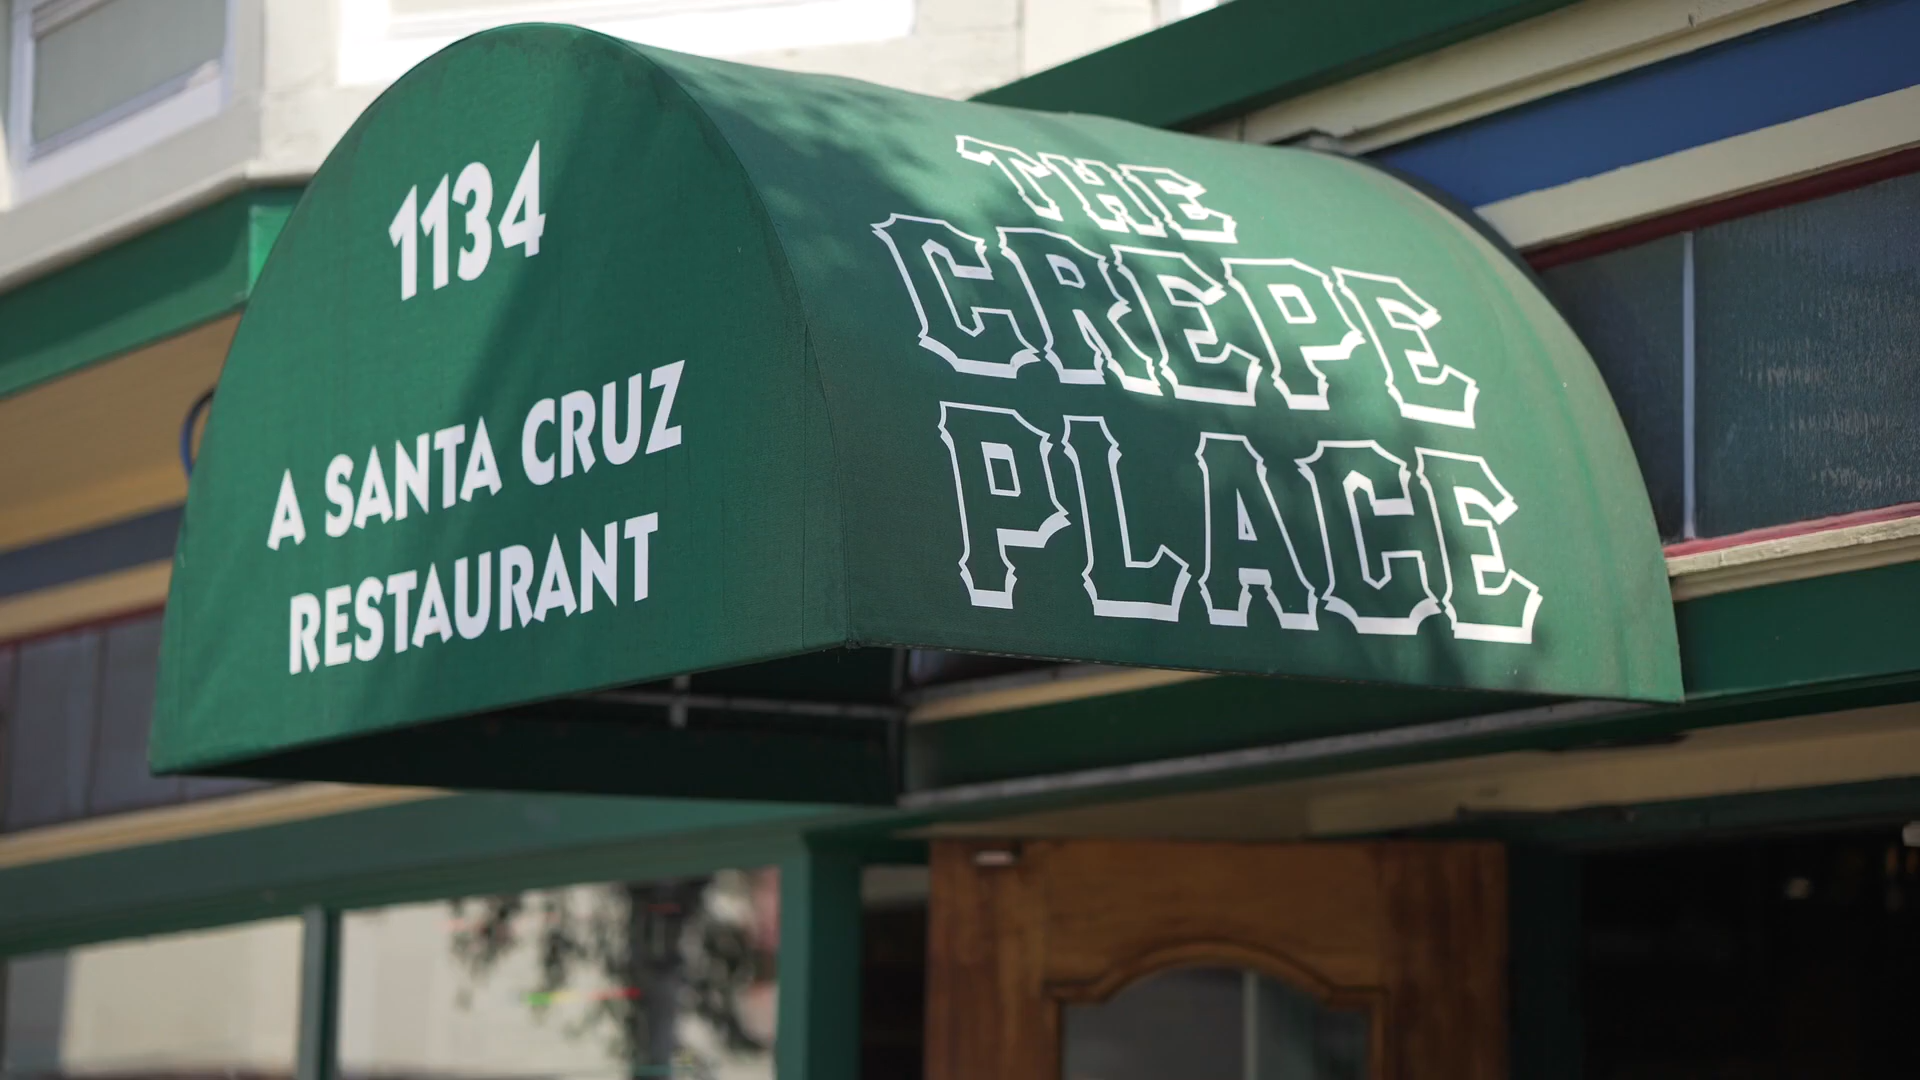 1134
A SANTA CRUZ
RESTAURANT
THE
CREPE
PLACE